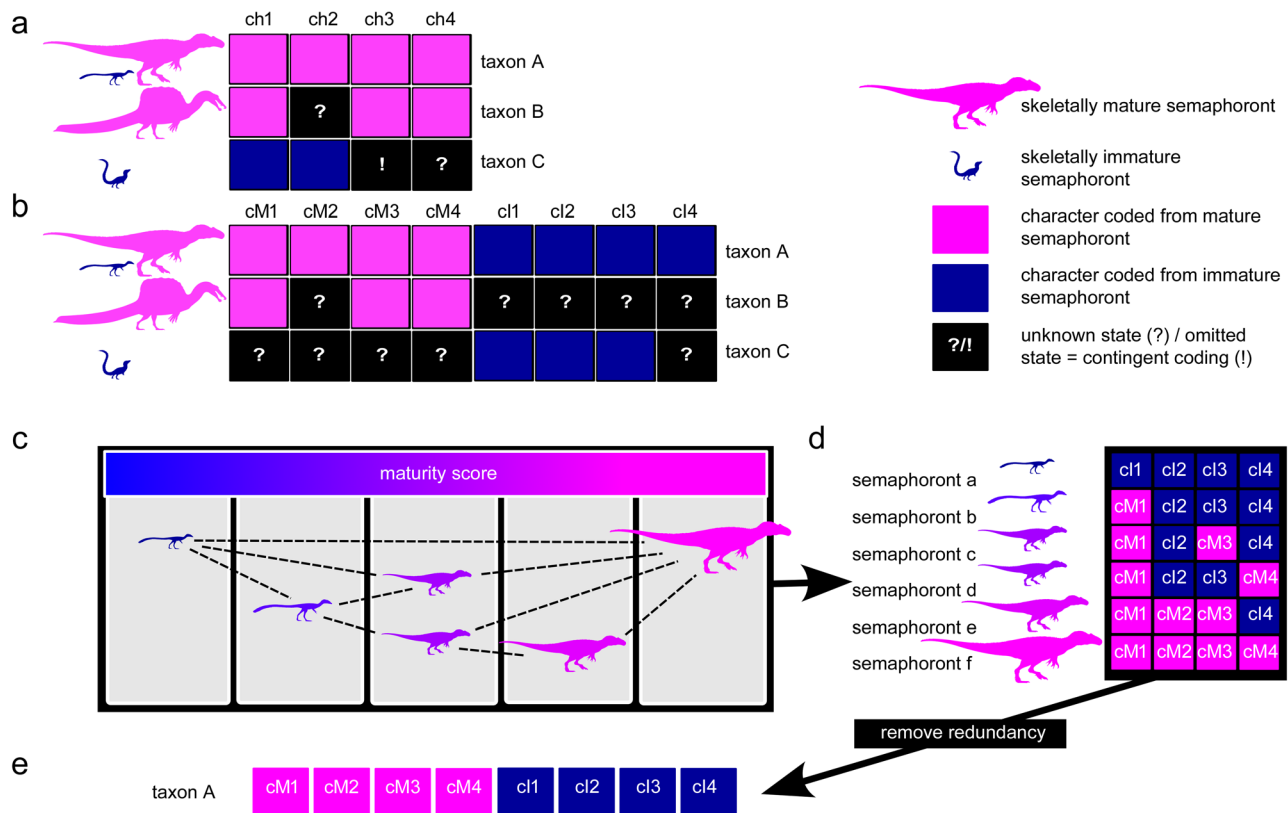 a
ch1 ch2 ch3 ch4
taxon A
? taxon B
! ? taxon C
skeletally mature semaphoront
skeletally immature
semaphoront
character coded from mature
semaphoront
character coded from immature
semaphoront
?/! unknown state (?) / omitted
state = contingent coding (!)
b
cM1 cM2 cM3 cM4 cI1 cI2 cI3 cI4
taxon A
? ? ? ? ? taxon B
? ? ? ? ? taxon C
c
maturity score
d
semaphoront a
semaphoront b
semaphoront c
semaphoront d
semaphoront e
semaphoront f
cI1 cI2 cI3 cI4
cM1 cI2 cI3 cI4
cM1 cI2 cM3 cI4
cM1 cI2 cI3 cM4
cM1 cM2 cM3 cI4
cM1 cM2 cM3 cM4
remove redundancy
e
taxon A cM1 cM2 cM3 cM4 cI1 cI2 cI3 cI4